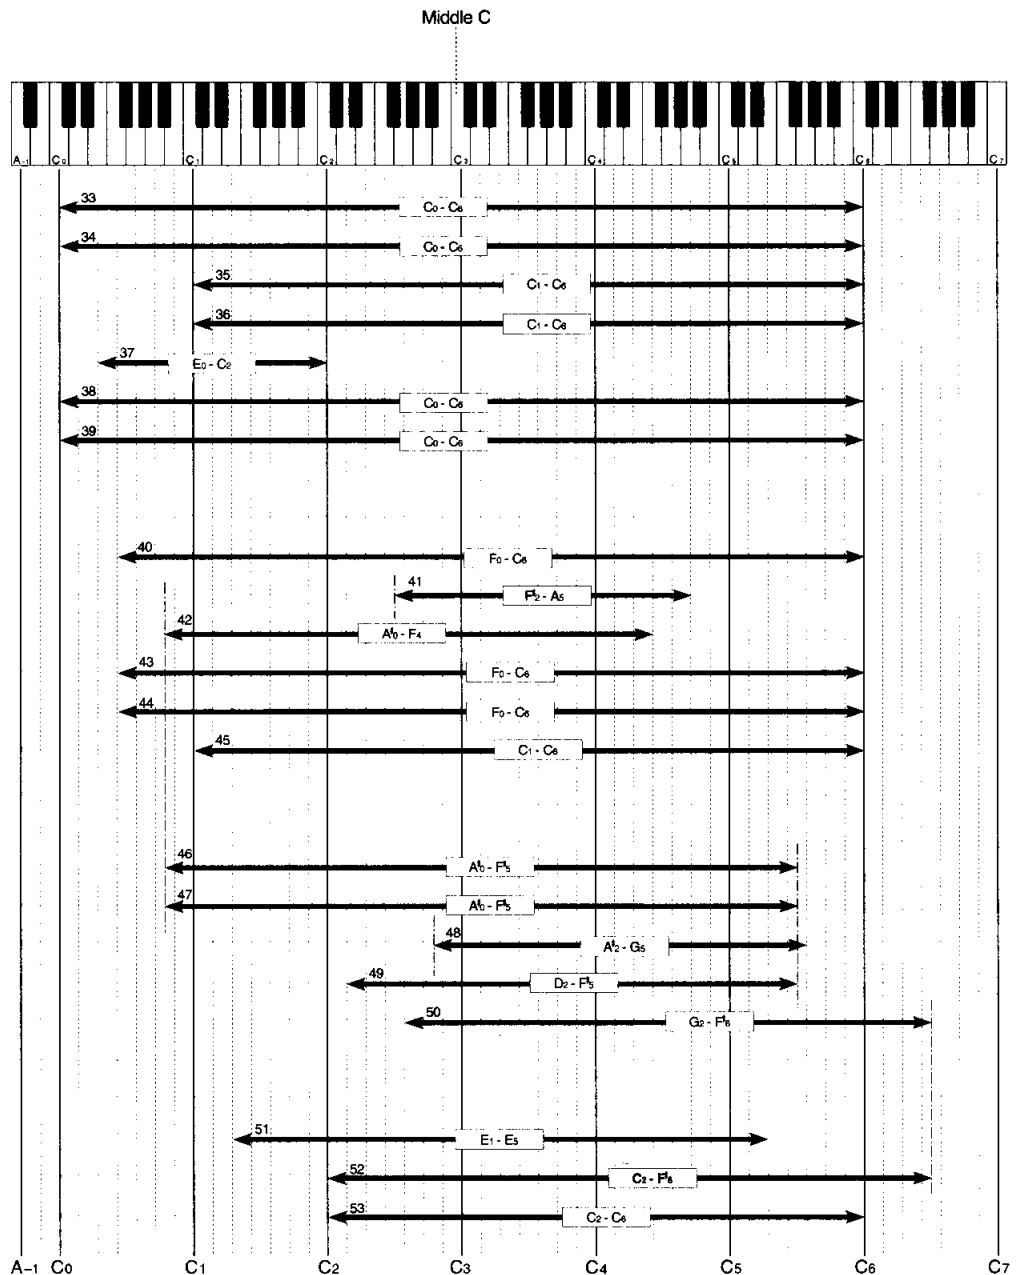 Middle C
A-1 C0 C1 C2 C3 C4 C5 C6 C7
33 C0 - C6
34 C0 - C6
35 C1 - C6
36 C1 - C6
37 E0 - C2
38 C0 - C6
39 C0 - C6
40 F0 - C6
41 F#2 - A5
42 A#0 - F4
43 F0 - C6
44 F0 - C6
45 C1 - C6
46 A#0 - F#5
47 A#0 - F#5
48 A#2 - G5
49 D2 - F#5
50 G2 - F#6
51 E1 - E5
52 C2 - F#6
53 C2 - C6
A-1 C0 C1 C2 C3 C4 C5 C6 C7